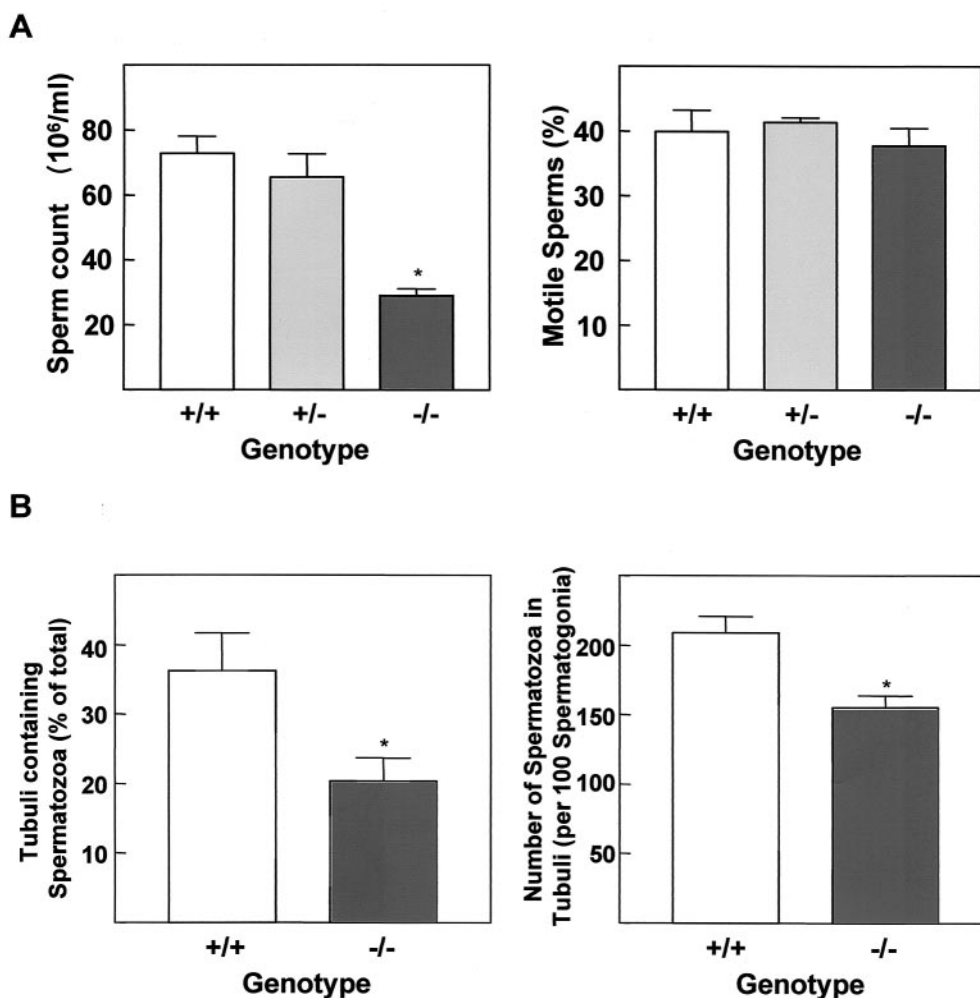 A
Sperm count (10⁶/ml)
80
60
40
20
*
+/+ +/- -/-
Genotype
Motile Sperms (%)
40
30
20
10
+/+ +/- -/-
Genotype
B
Tubuli containing
Spermatozoa (% of total)
40
30
20
10
*
+/+ -/-
Genotype
Number of Spermatozoa in
Tubuli (per 100 Spermatogonia)
200
150
100
50
*
+/+ -/-
Genotype